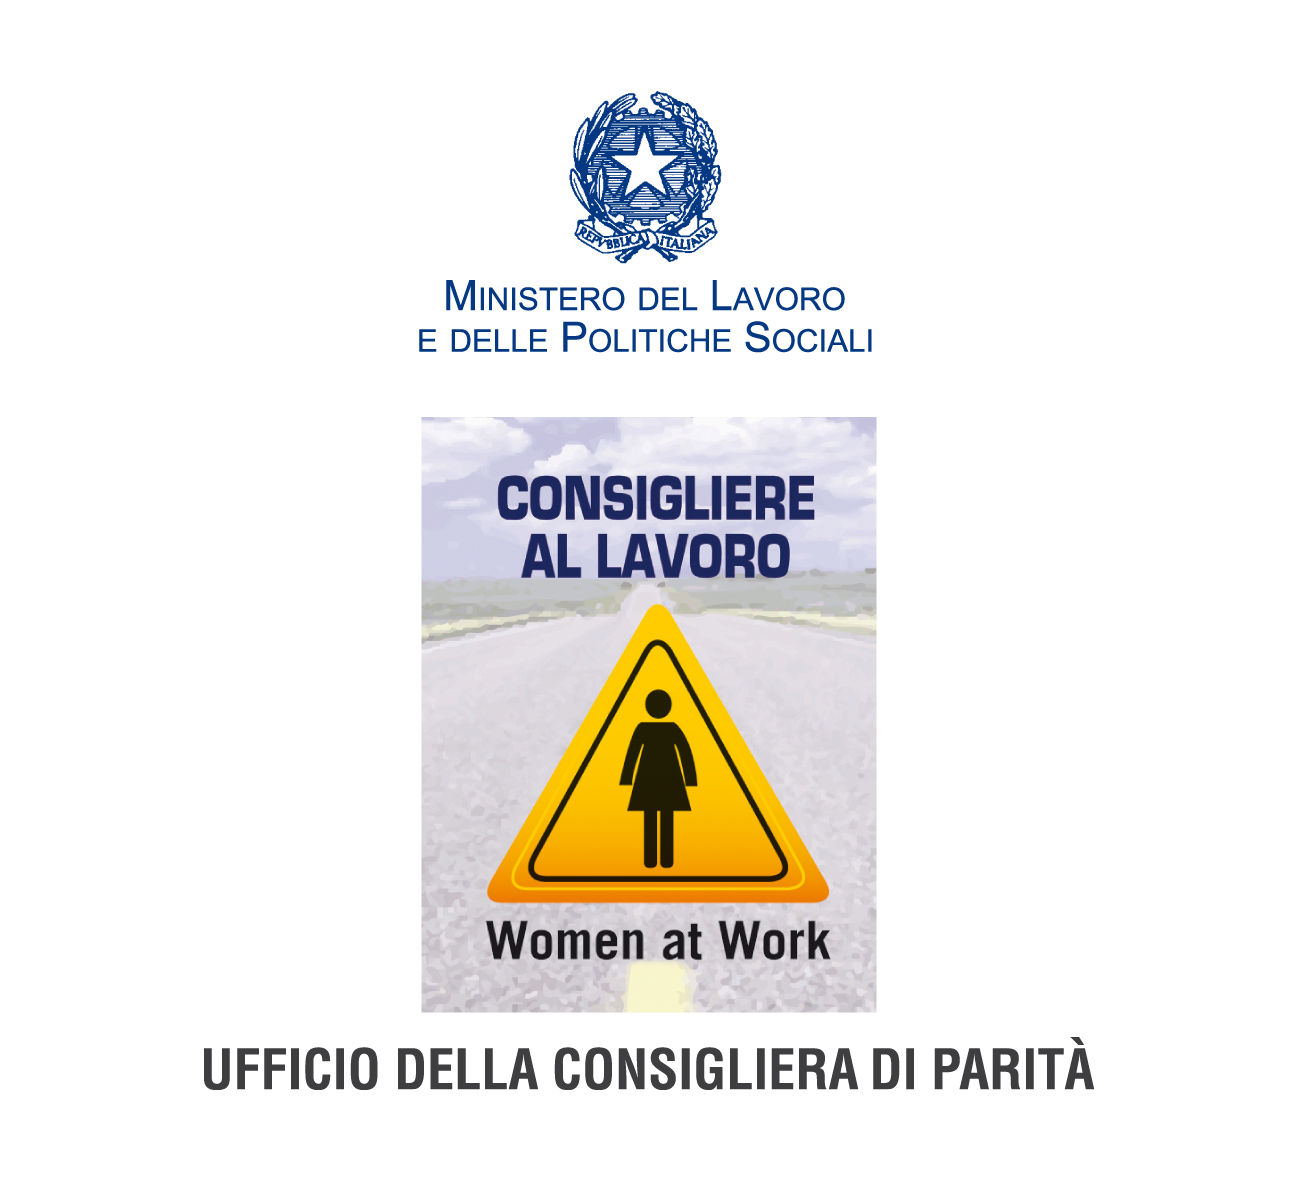 REPVBBLICA ITALIANA
MINISTERO DEL LAVORO
E DELLE POLITICHE SOCIALI
CONSIGLIERE
AL LAVORO
Women at Work
UFFICIO DELLA CONSIGLIERA DI PARITÀ